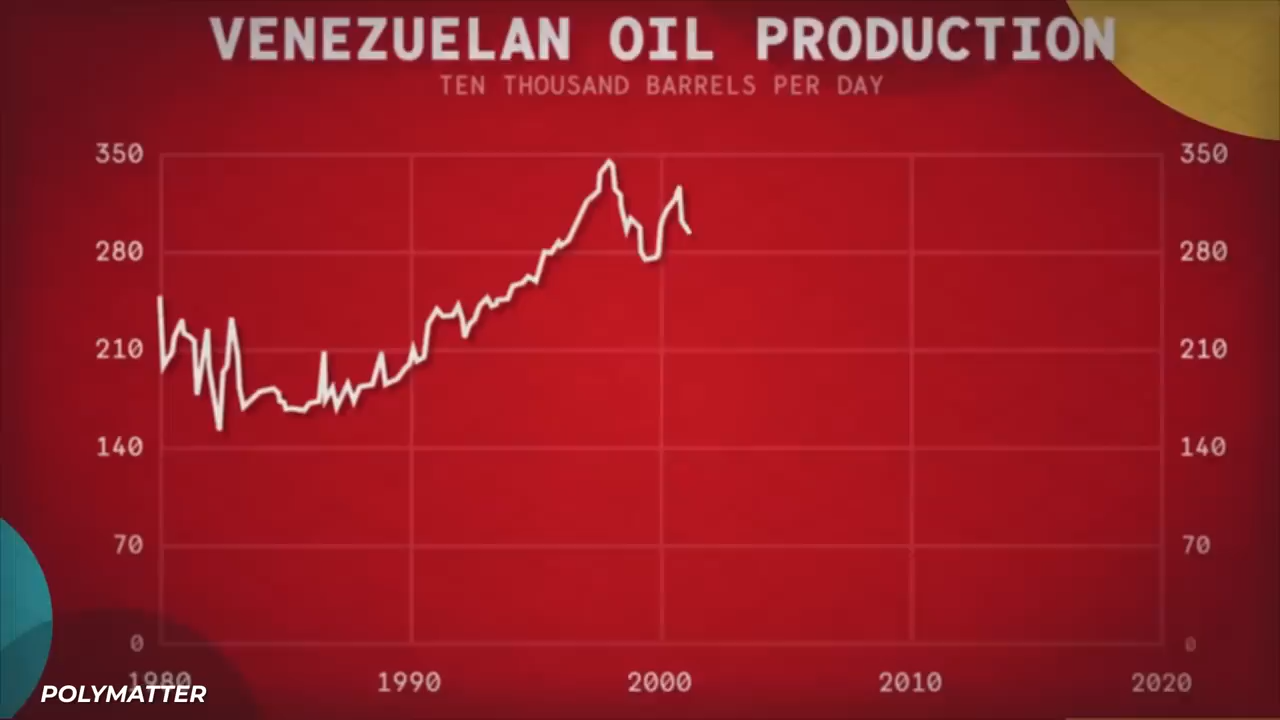 VENEZUELAN OIL PRODUCTION
TEN THOUSAND BARRELS PER DAY
350 350
280 280
210 210
140 140
70 70
0 0
1980 1990 2000 2010 2020
POLYMATTER